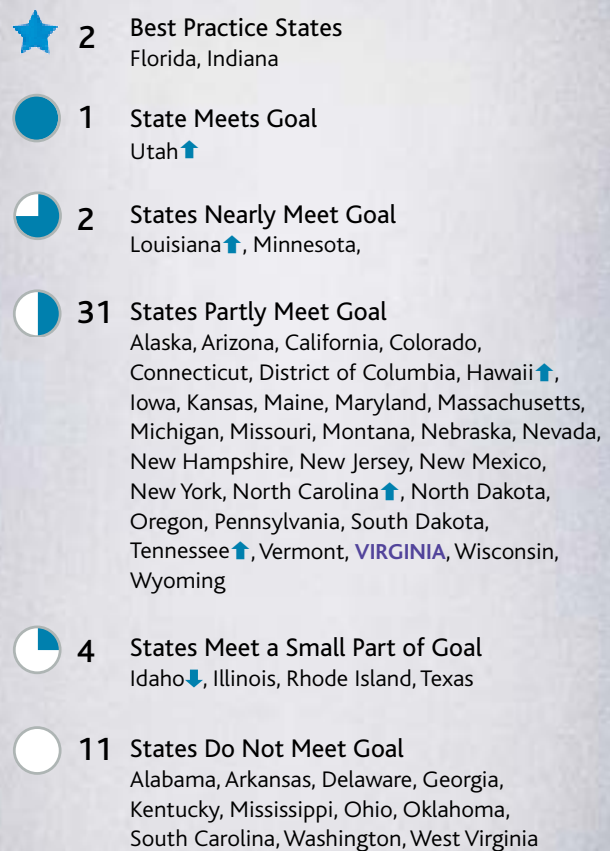 2 Best Practice States
Florida, Indiana
1 State Meets Goal
Utah⬆
2 States Nearly Meet Goal
Louisiana⬆, Minnesota,
31 States Partly Meet Goal
Alaska, Arizona, California, Colorado,
Connecticut, District of Columbia, Hawaii⬆,
Iowa, Kansas, Maine, Maryland, Massachusetts,
Michigan, Missouri, Montana, Nebraska, Nevada,
New Hampshire, New Jersey, New Mexico,
New York, North Carolina⬆, North Dakota,
Oregon, Pennsylvania, South Dakota,
Tennessee⬆, Vermont, VIRGINIA, Wisconsin,
Wyoming
4 States Meet a Small Part of Goal
Idaho⬇, Illinois, Rhode Island, Texas
11 States Do Not Meet Goal
Alabama, Arkansas, Delaware, Georgia,
Kentucky, Mississippi, Ohio, Oklahoma,
South Carolina, Washington, West Virginia